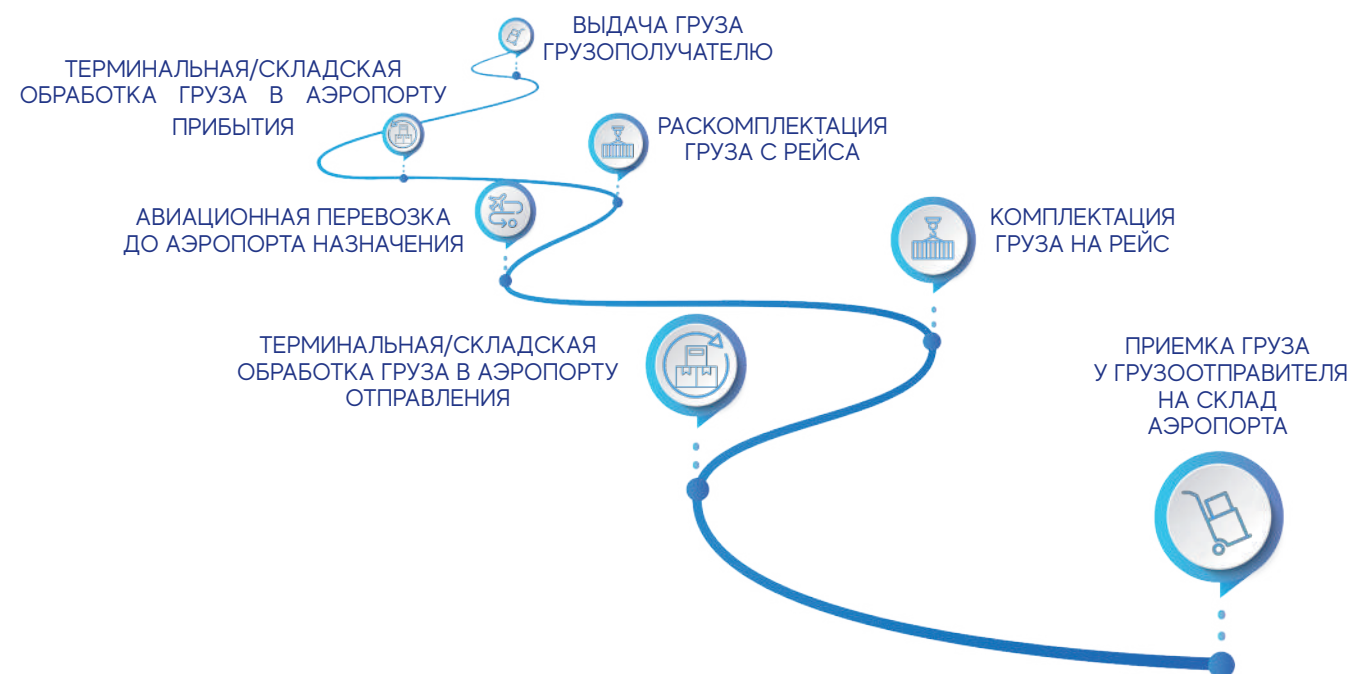 ВЫДАЧА ГРУЗА
ГРУЗОПОЛУЧАТЕЛЮ
ТЕРМИНАЛЬНАЯ/СКЛАДСКАЯ
ОБРАБОТКА ГРУЗА В АЭРОПОРТУ
ПРИБЫТИЯ
РАСКОМПЛЕКТАЦИЯ
ГРУЗА С РЕЙСА
АВИАЦИОННАЯ ПЕРЕВОЗКА
ДО АЭРОПОРТА НАЗНАЧЕНИЯ
КОМПЛЕКТАЦИЯ
ГРУЗА НА РЕЙС
ТЕРМИНАЛЬНАЯ/СКЛАДСКАЯ
ОБРАБОТКА ГРУЗА В АЭРОПОРТУ
ОТПРАВЛЕНИЯ
ПРИЕМКА ГРУЗА
У ГРУЗООТПРАВИТЕЛЯ
НА СКЛАД
АЭРОПОРТА